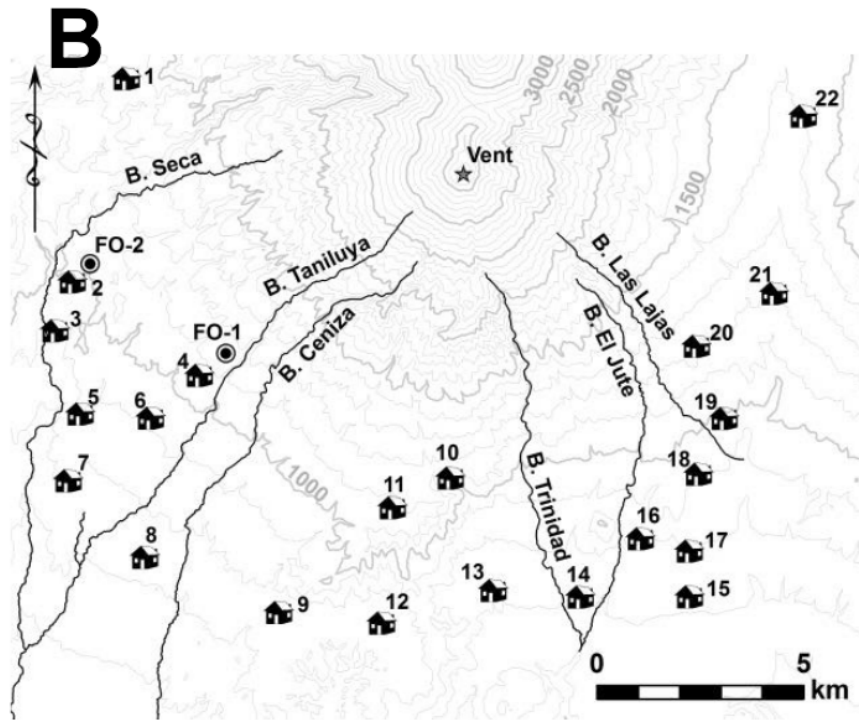 B
1
22
3000
2500
2000
Vent
B. Seca
1500
FO-2
B. Taniluya
B. Las Lajas
21
2
3
FO-1
B. Ceniza
B. El Jute
20
4
5
6
19
10
18
7
1000
11
B. Trinidad
16
8
17
13
14
15
9
12
0
5
km